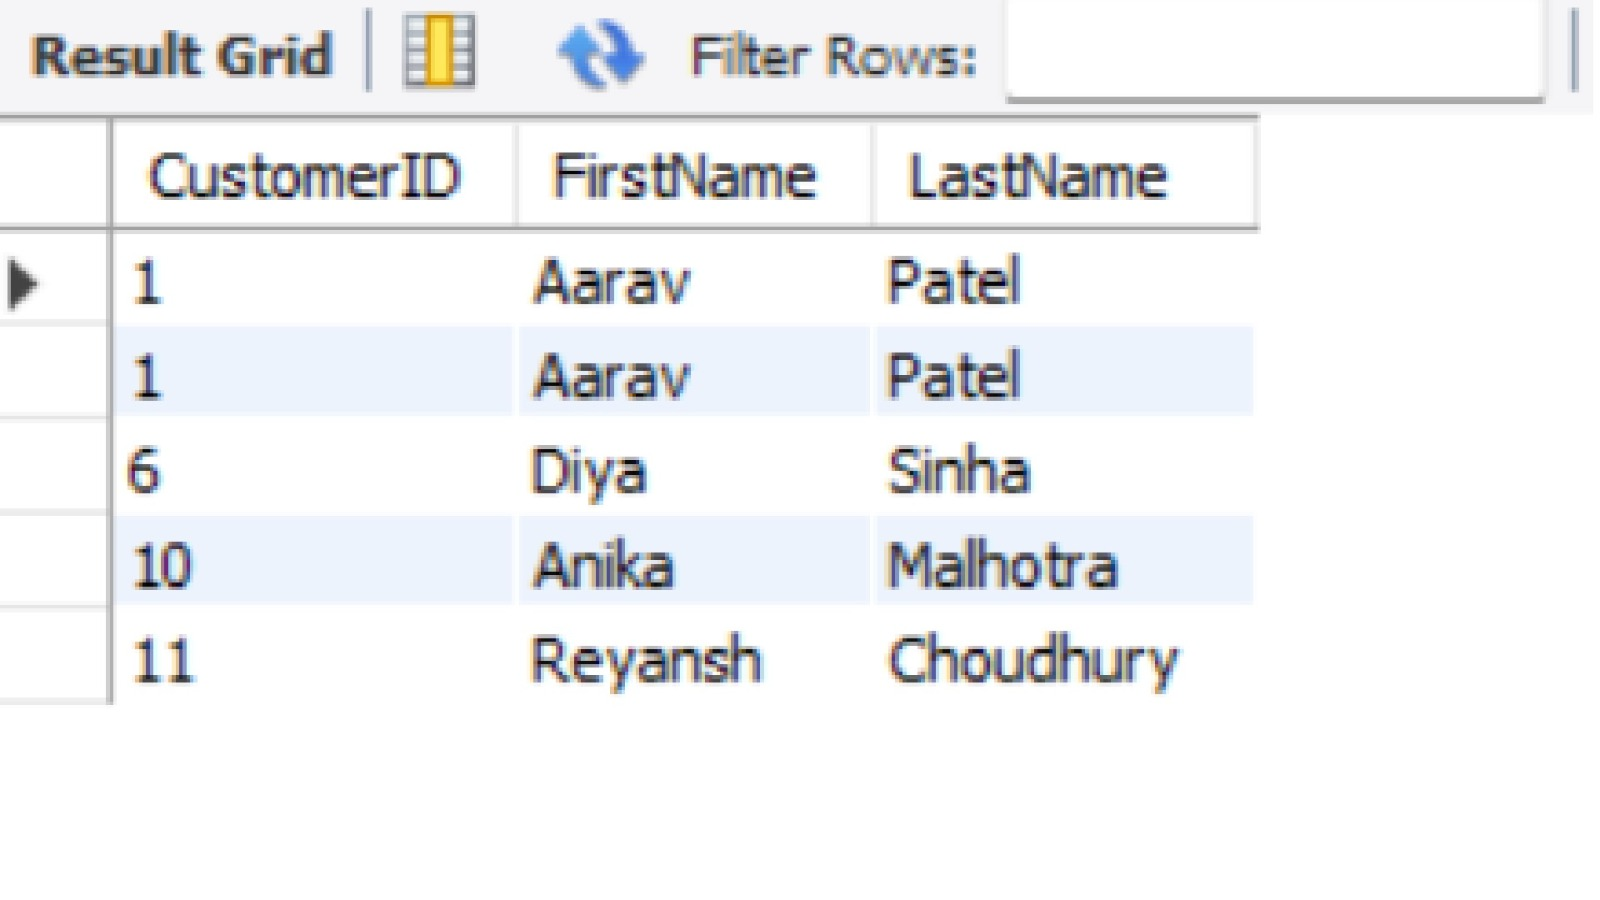 Result Grid Filter Rows:
CustomerID FirstName LastName
1 Aarav Patel
1 Aarav Patel
6 Diya Sinha
10 Anika Malhotra
11 Reyansh Choudhury